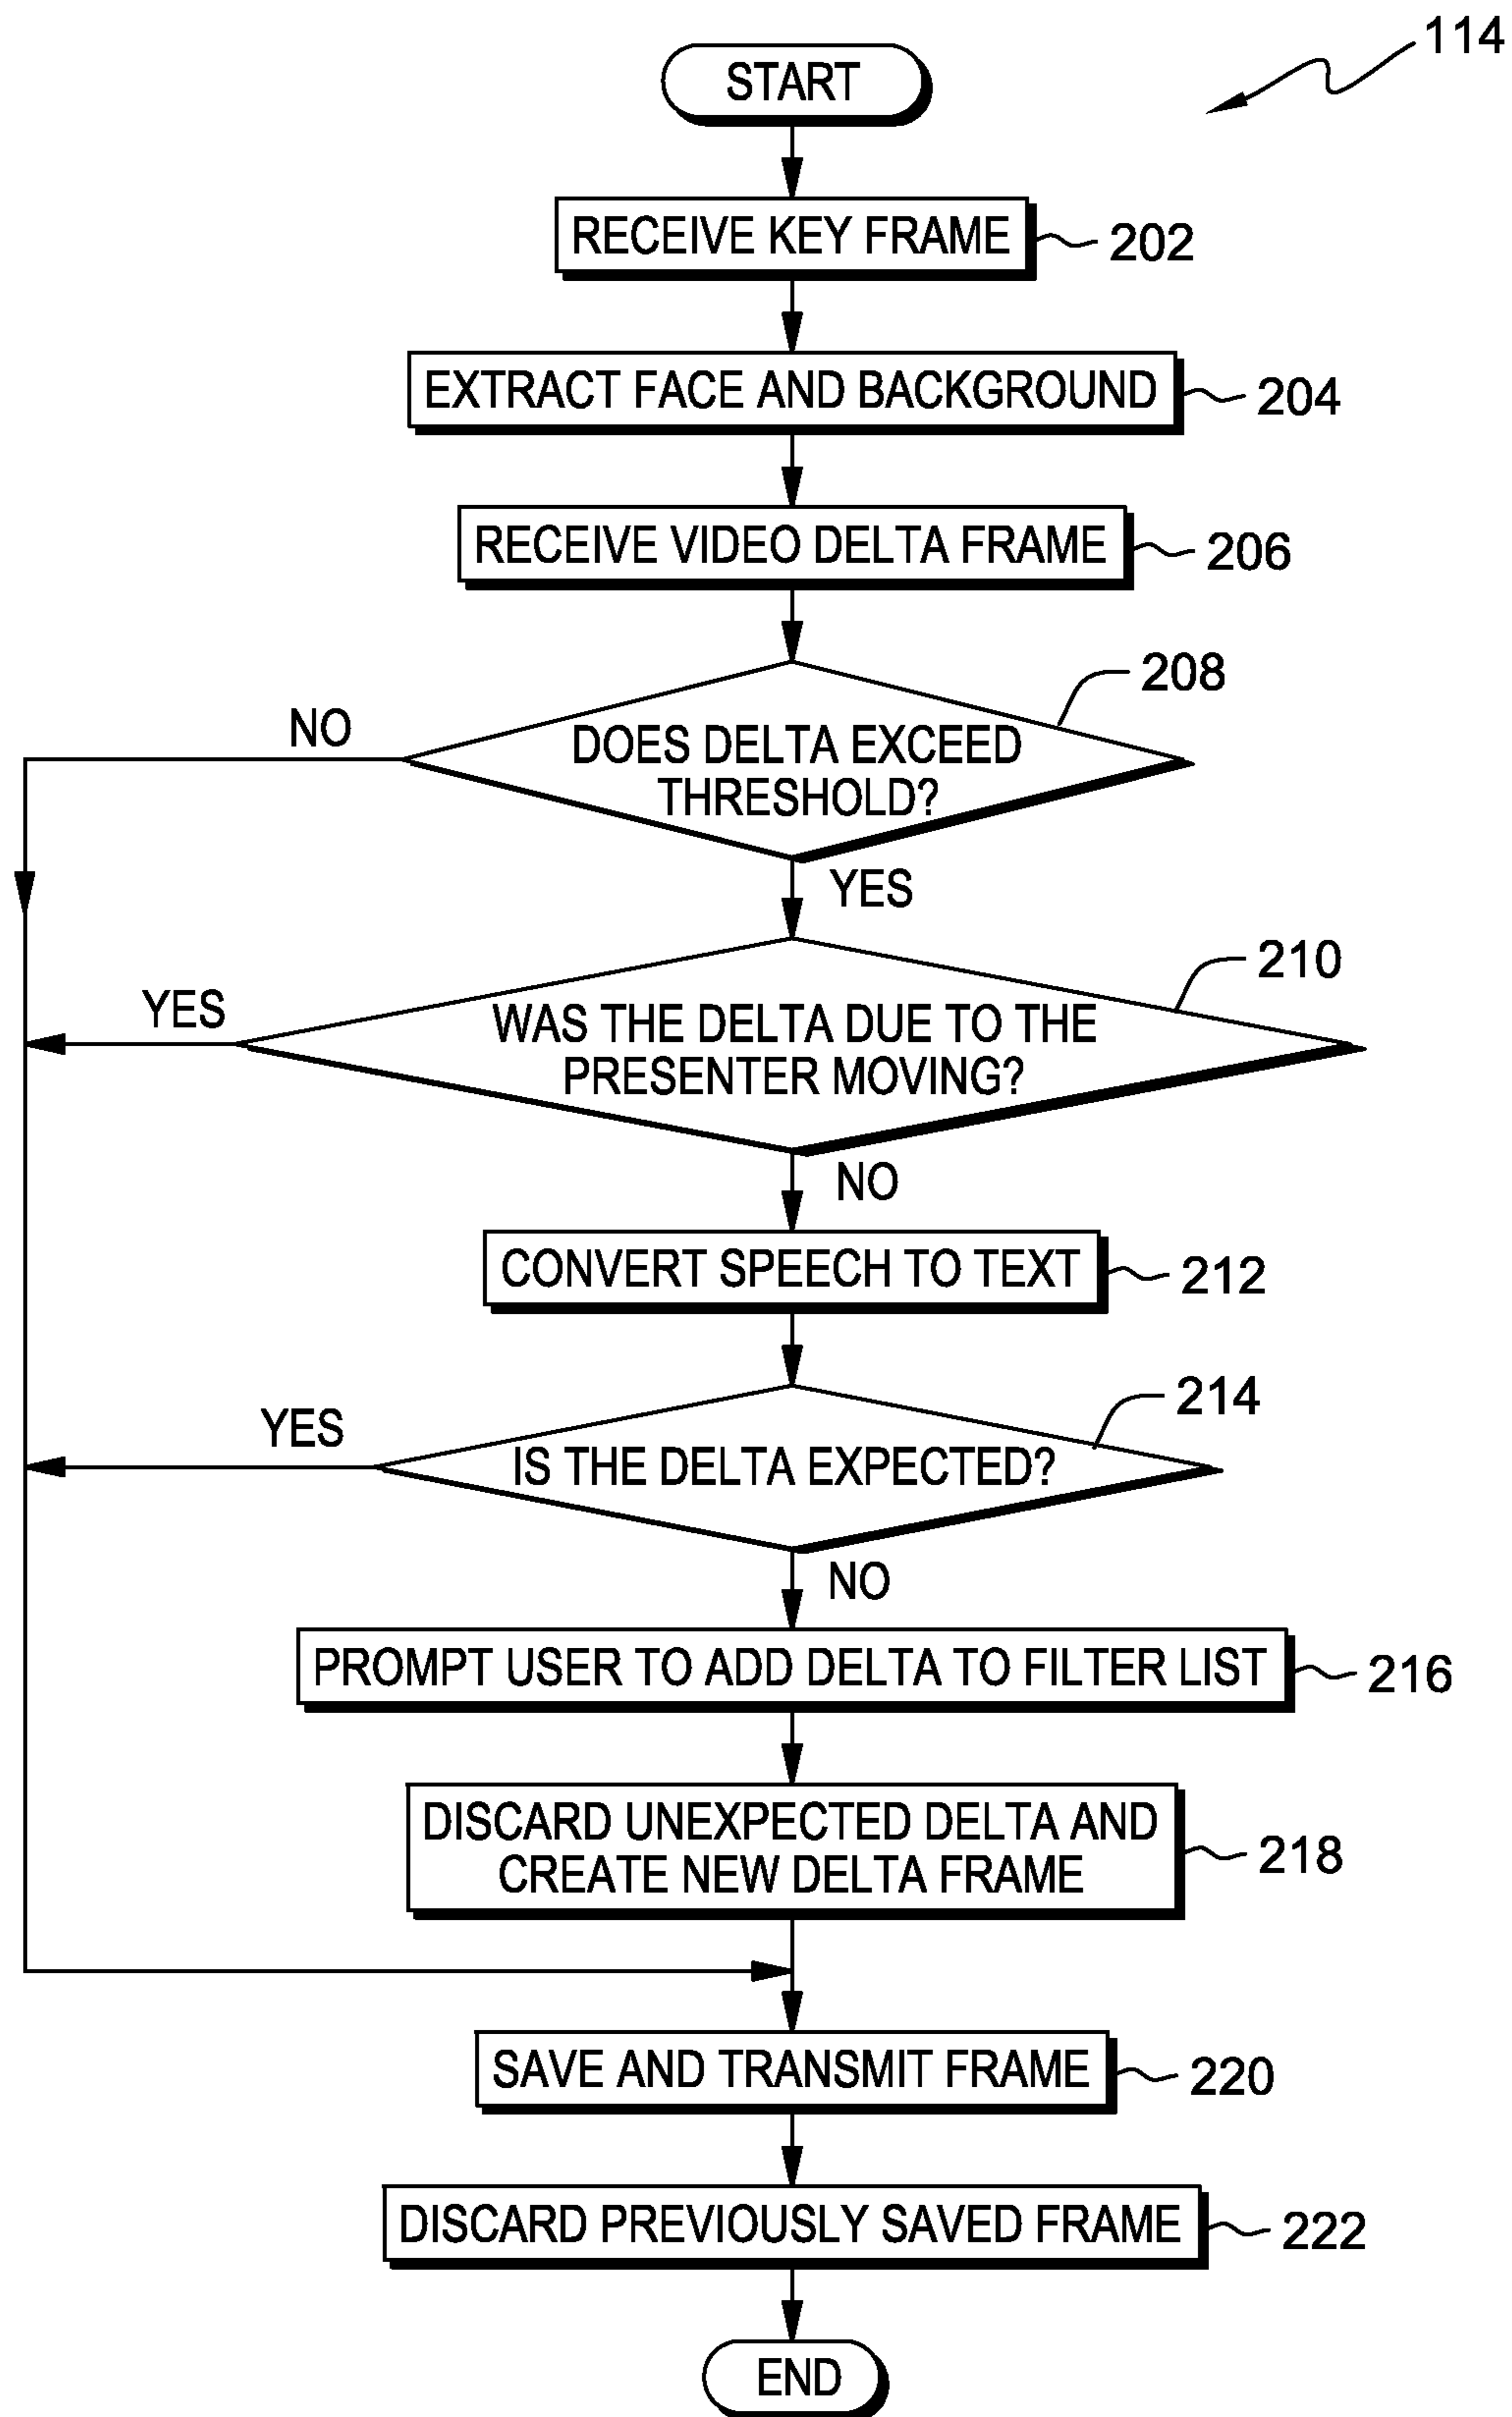 114
START
RECEIVE KEY FRAME
202
EXTRACT FACE AND BACKGROUND
204
RECEIVE VIDEO DELTA FRAME
206
208
NO
DOES DELTA EXCEED
THRESHOLD?
YES
210
YES
WAS THE DELTA DUE TO THE
PRESENTER MOVING?
NO
CONVERT SPEECH TO TEXT
212
214
YES
IS THE DELTA EXPECTED?
NO
PROMPT USER TO ADD DELTA TO FILTER LIST
216
DISCARD UNEXPECTED DELTA AND
CREATE NEW DELTA FRAME
218
SAVE AND TRANSMIT FRAME
220
DISCARD PREVIOUSLY SAVED FRAME
222
END